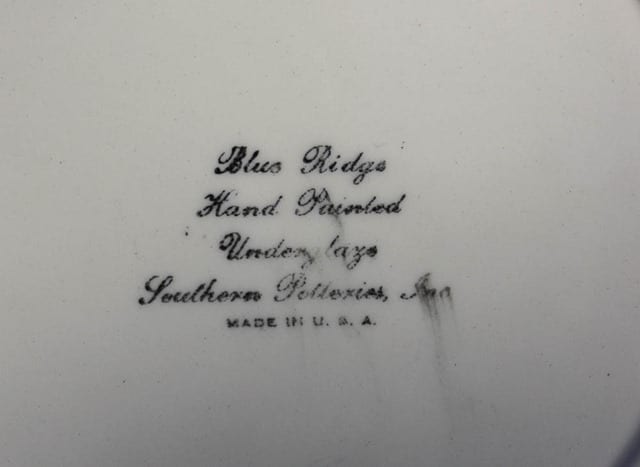 Blue Ridge
Hand Painted
Underglaze
Southern Potteries, Inc
MADE IN U. S. A.